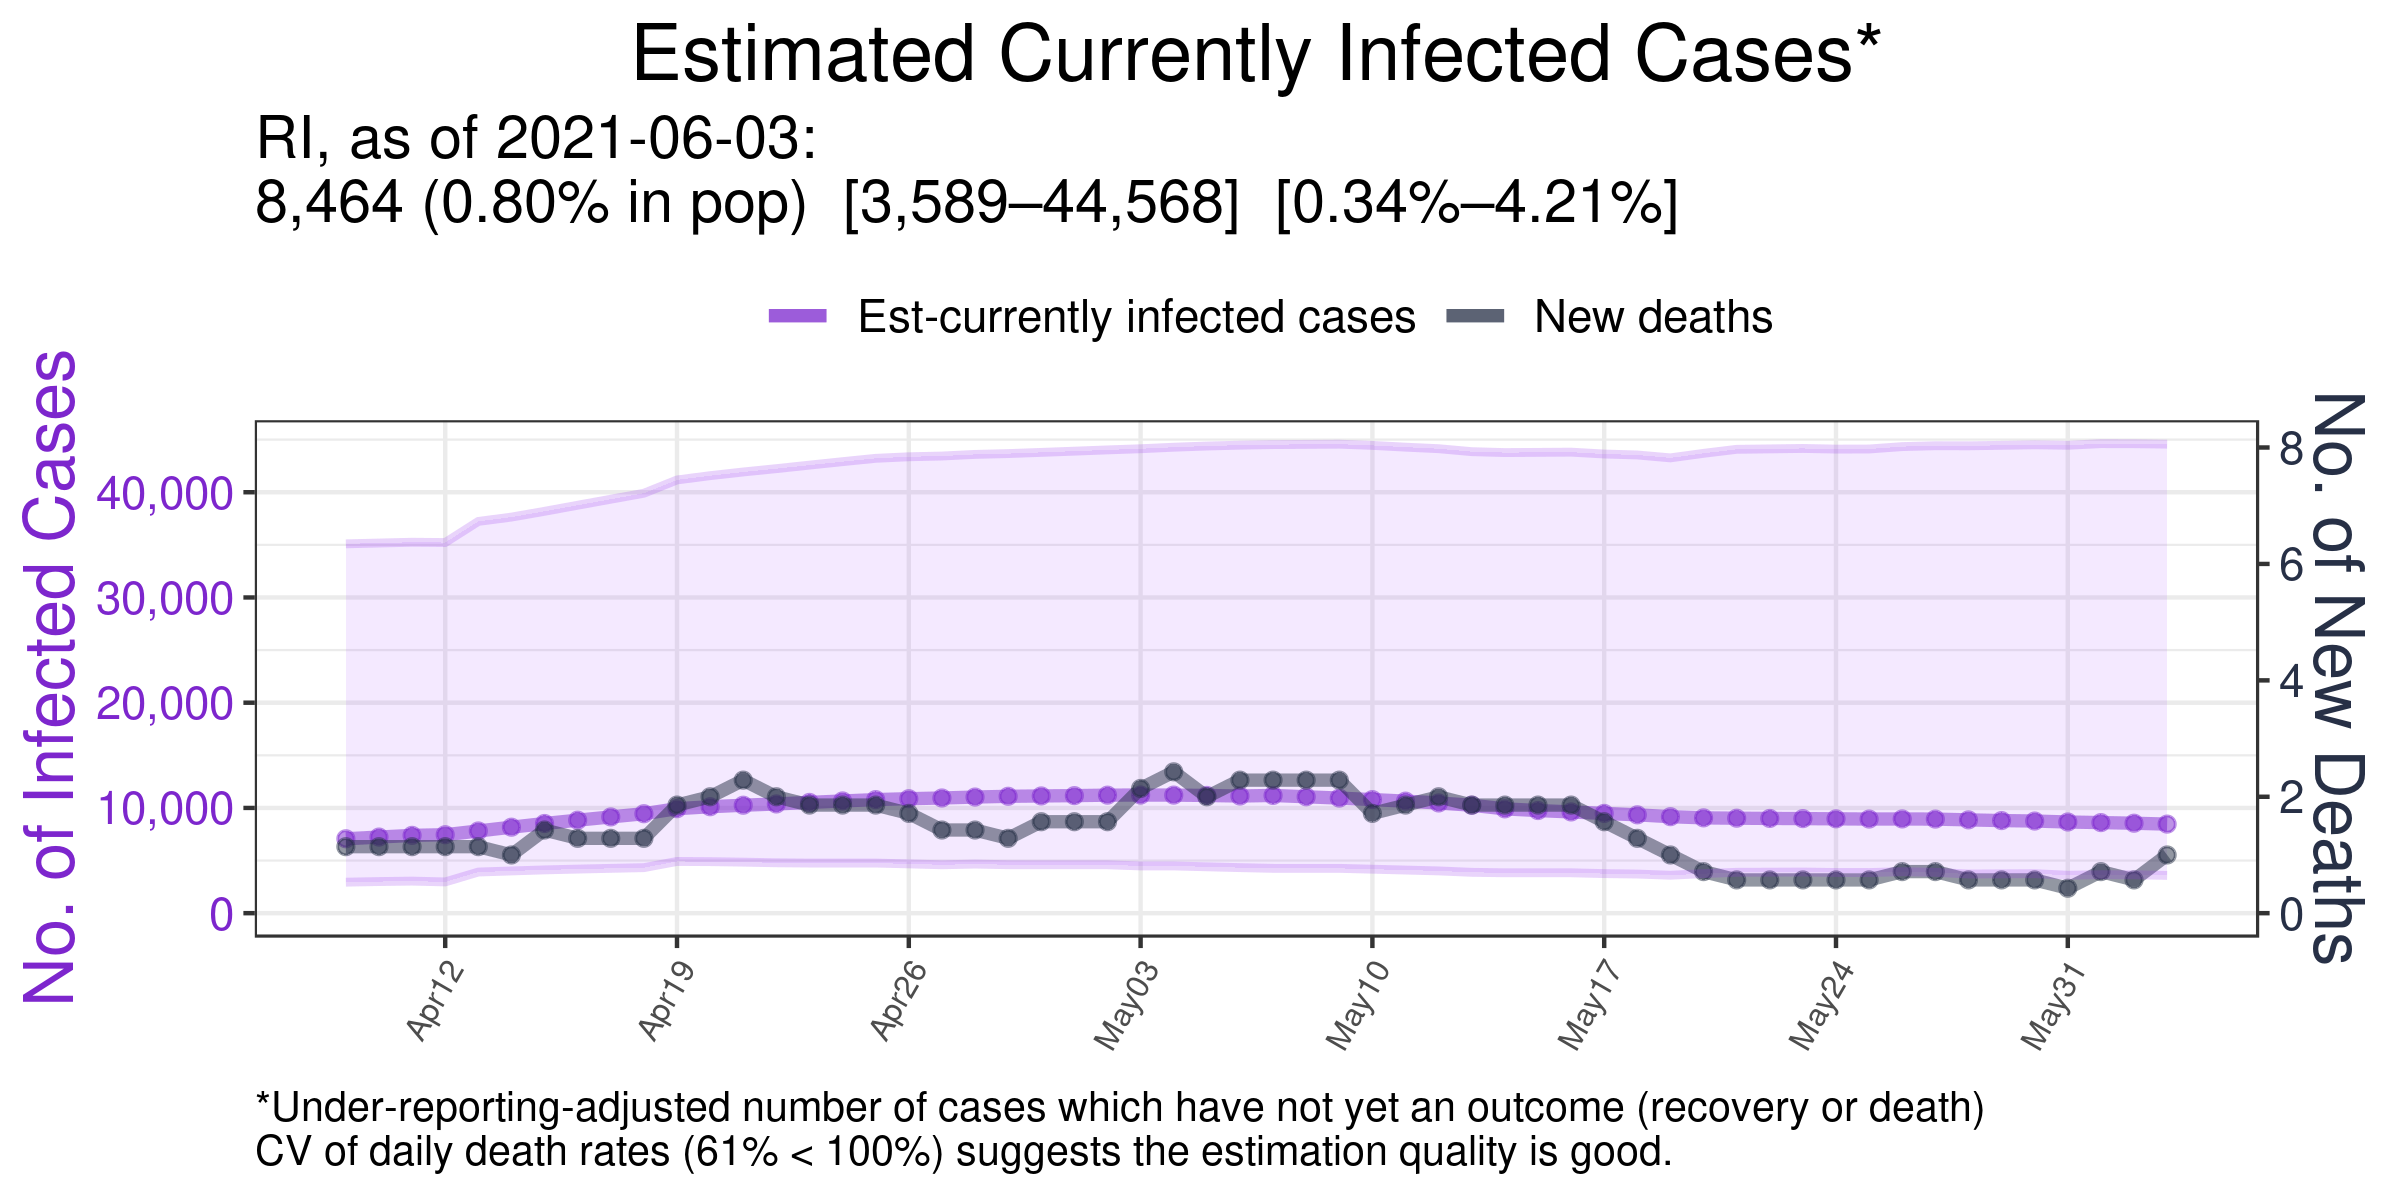 Estimated Currently Infected Cases*
RI, as of 2021-06-03:
8,464 (0.80% in pop)  [3,589–44,568]  [0.34%–4.21%]
Est-currently infected cases
New deaths
No. of Infected Cases
40,000
30,000
20,000
10,000
0
8
6
4
2
0
No. of New Deaths
Apr12
Apr19
Apr26
May03
May10
May17
May24
May31
*Under-reporting-adjusted number of cases which have not yet an outcome (recovery or death)
CV of daily death rates (61% < 100%) suggests the estimation quality is good.